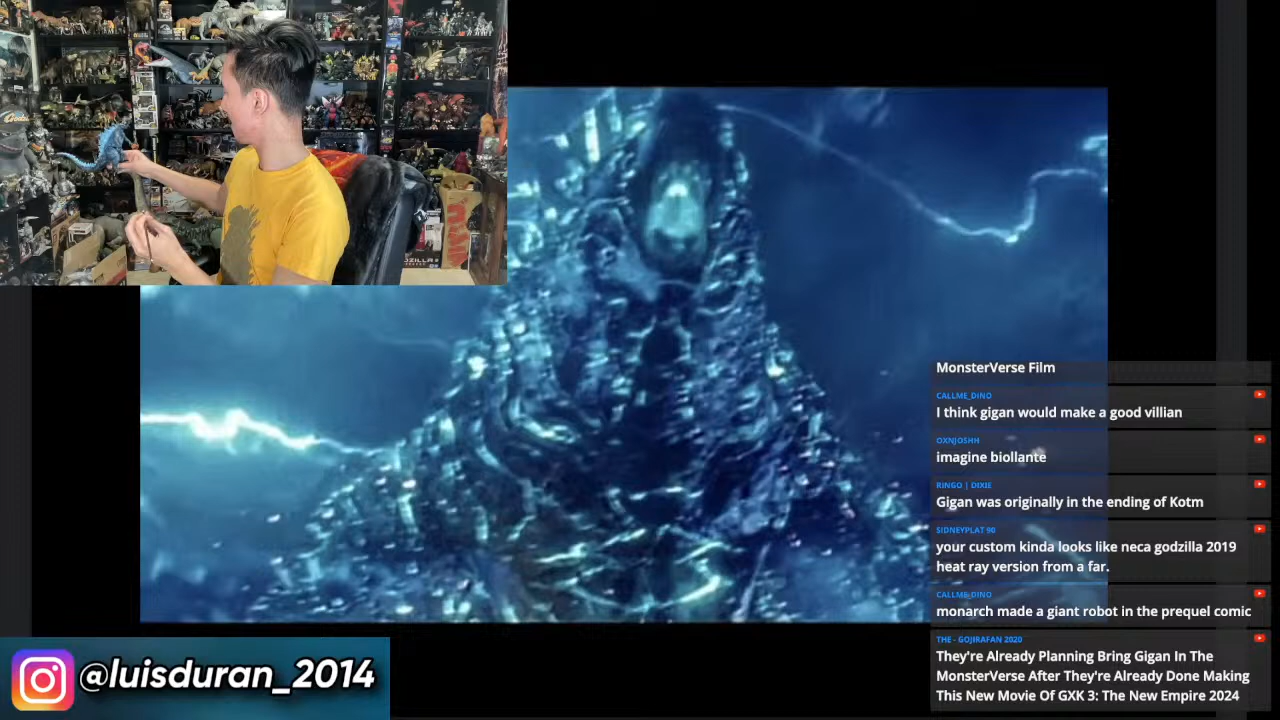 MonsterVerse Film
CALLME_DINO
I think gigan would make a good villian
OXNJOSHH
imagine biollante
RINGO | DIXIE
Gigan was originally in the ending of Kotm
SIDNEYPLAT 90
your custom kinda looks like neca godzilla 2019
heat ray version from a far.
CALLME_DINO
monarch made a giant robot in the prequel comic
THE - GOJIRAFAN 2020
They're Already Planning Bring Gigan In The
MonsterVerse After They're Already Done Making
This New Movie Of GXK 3: The New Empire 2024
@luisduran_2014